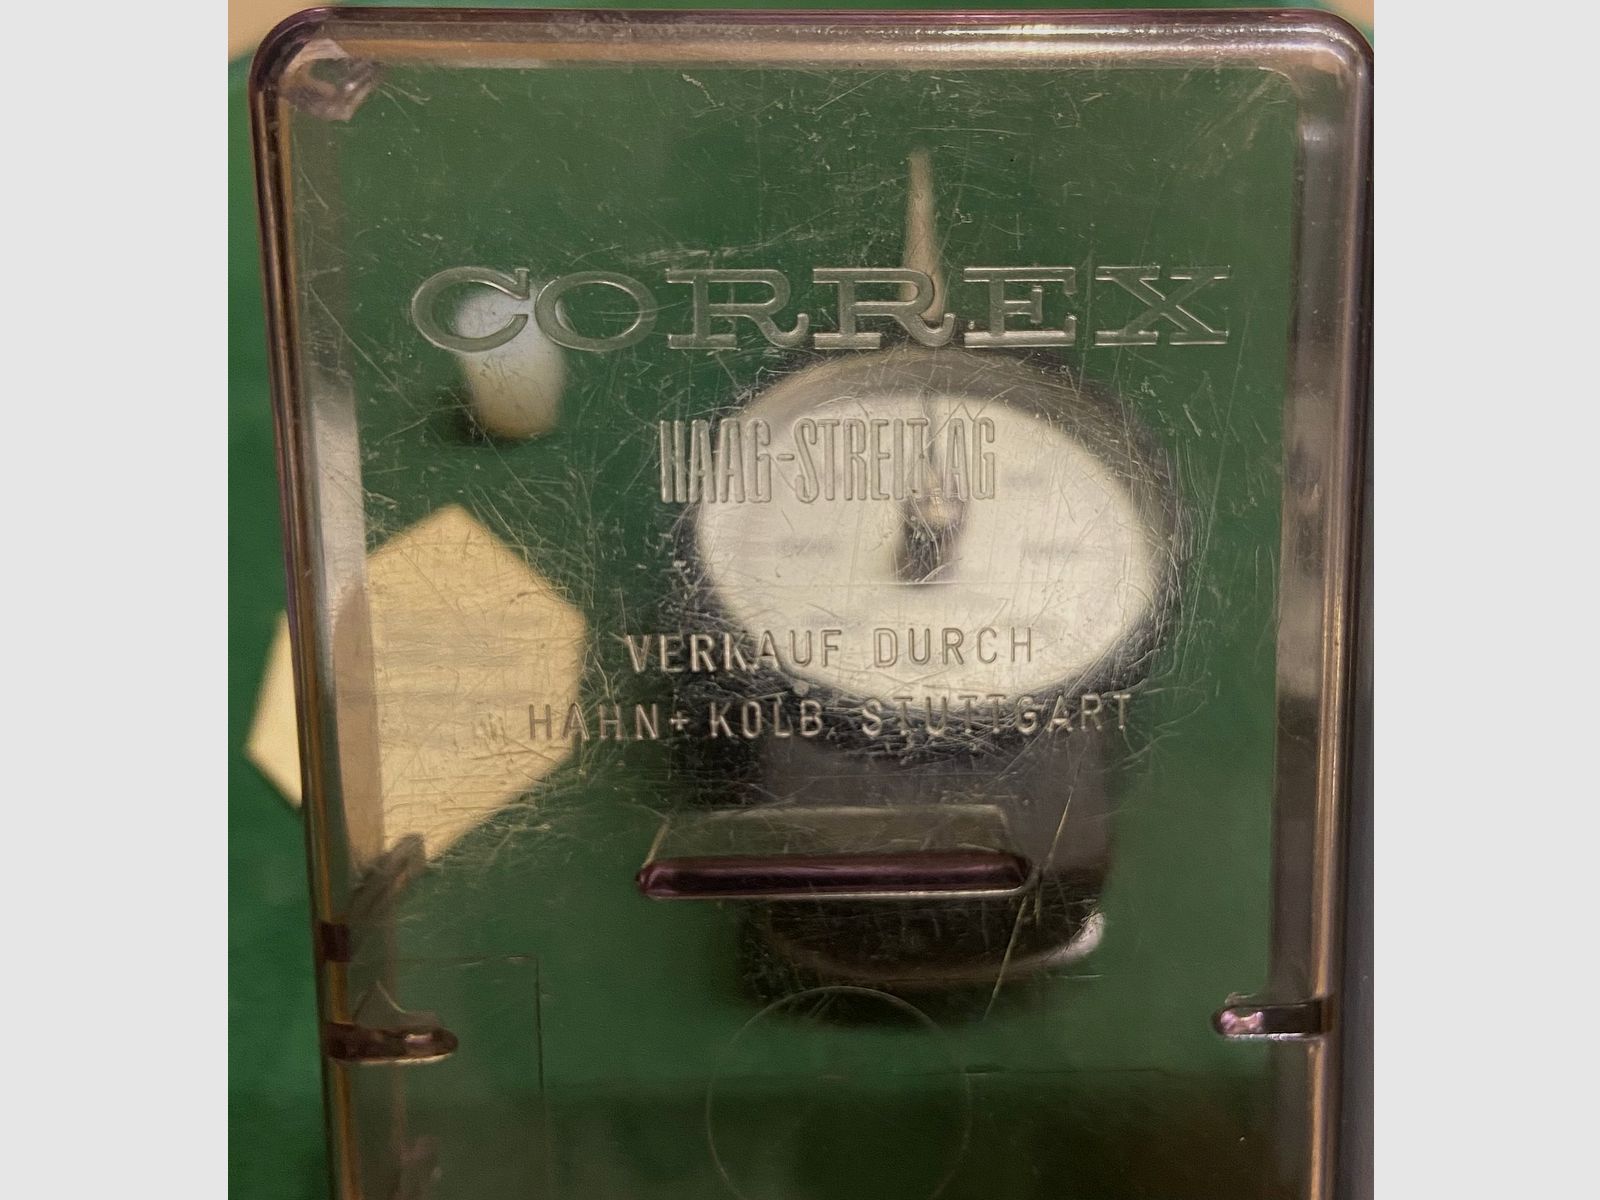 CORREX
HAAG-STREIT AG
VERKAUF DURCH
HAHN+ KOLB STUTTGART